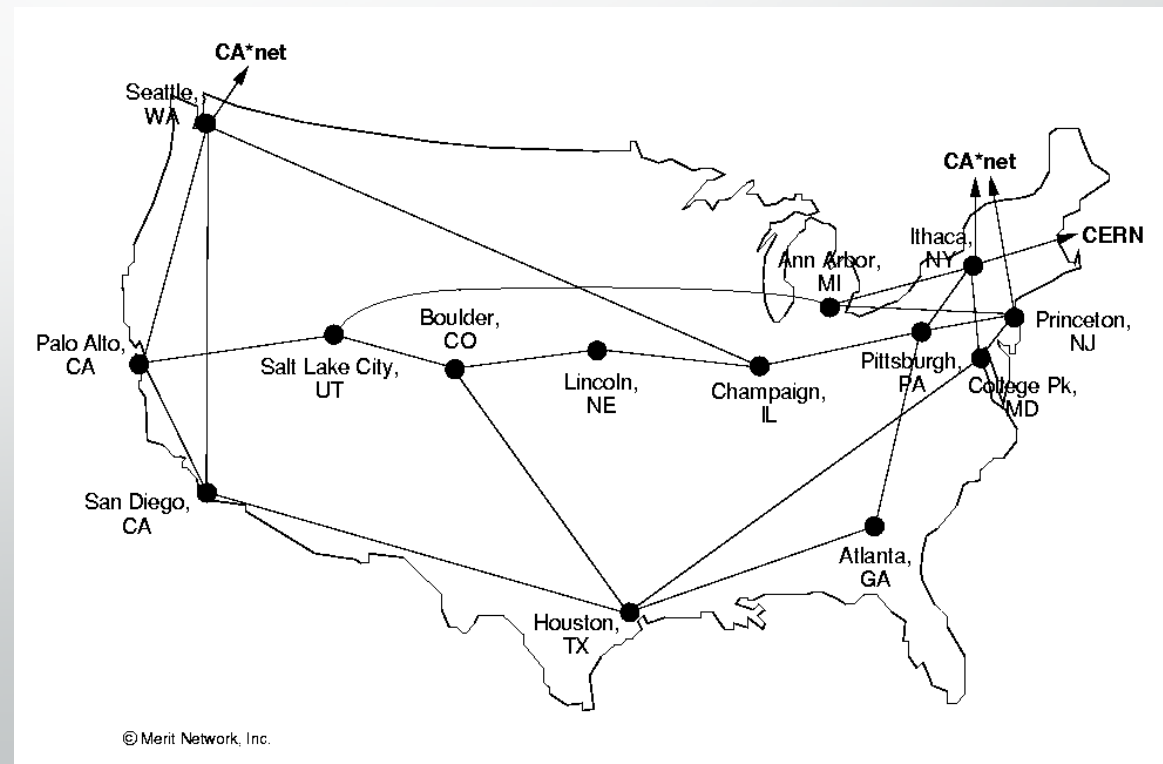 CA*net
Seattle,
WA
CA*net
Ithaca,
NY
CERN
Ann Arbor,
MI
Boulder,
CO
Princeton,
NJ
Palo Alto,
CA
Salt Lake City,
UT
Lincoln,
NE
Champaign,
IL
Pittsburgh,
PA
College Pk,
MD
San Diego,
CA
Atlanta,
GA
Houston,
TX
© Merit Network, Inc.